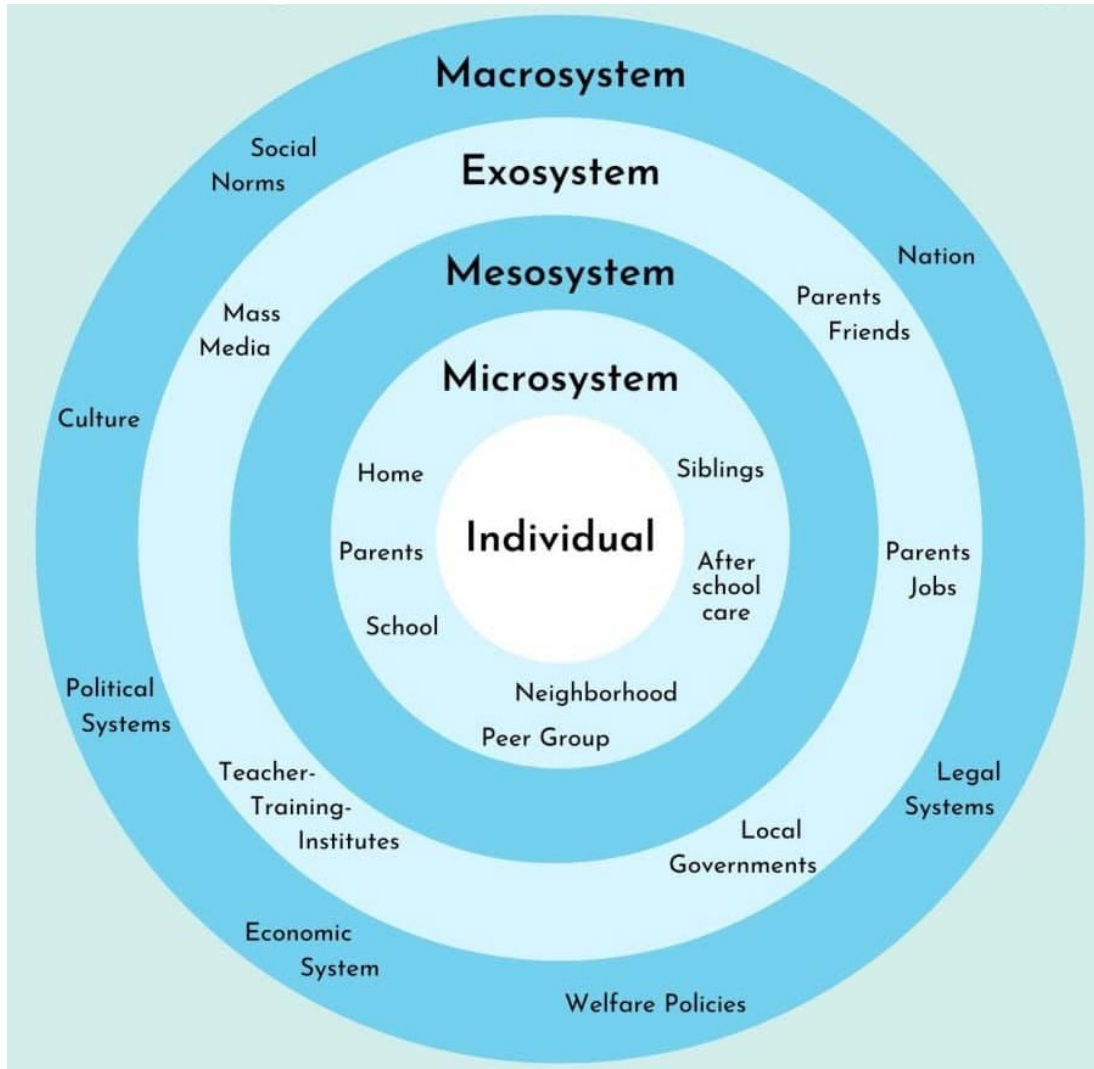 Macrosystem
Social
Norms
Exosystem
Nation
Mesosystem
Parents
Friends
Mass
Media
Microsystem
Culture
Home
Siblings
Individual
Parents
After
school
care
Parents
Jobs
School
Neighborhood
Peer Group
Political
Systems
Teacher-
Training-
Institutes
Legal
Systems
Local
Governments
Economic
System
Welfare Policies